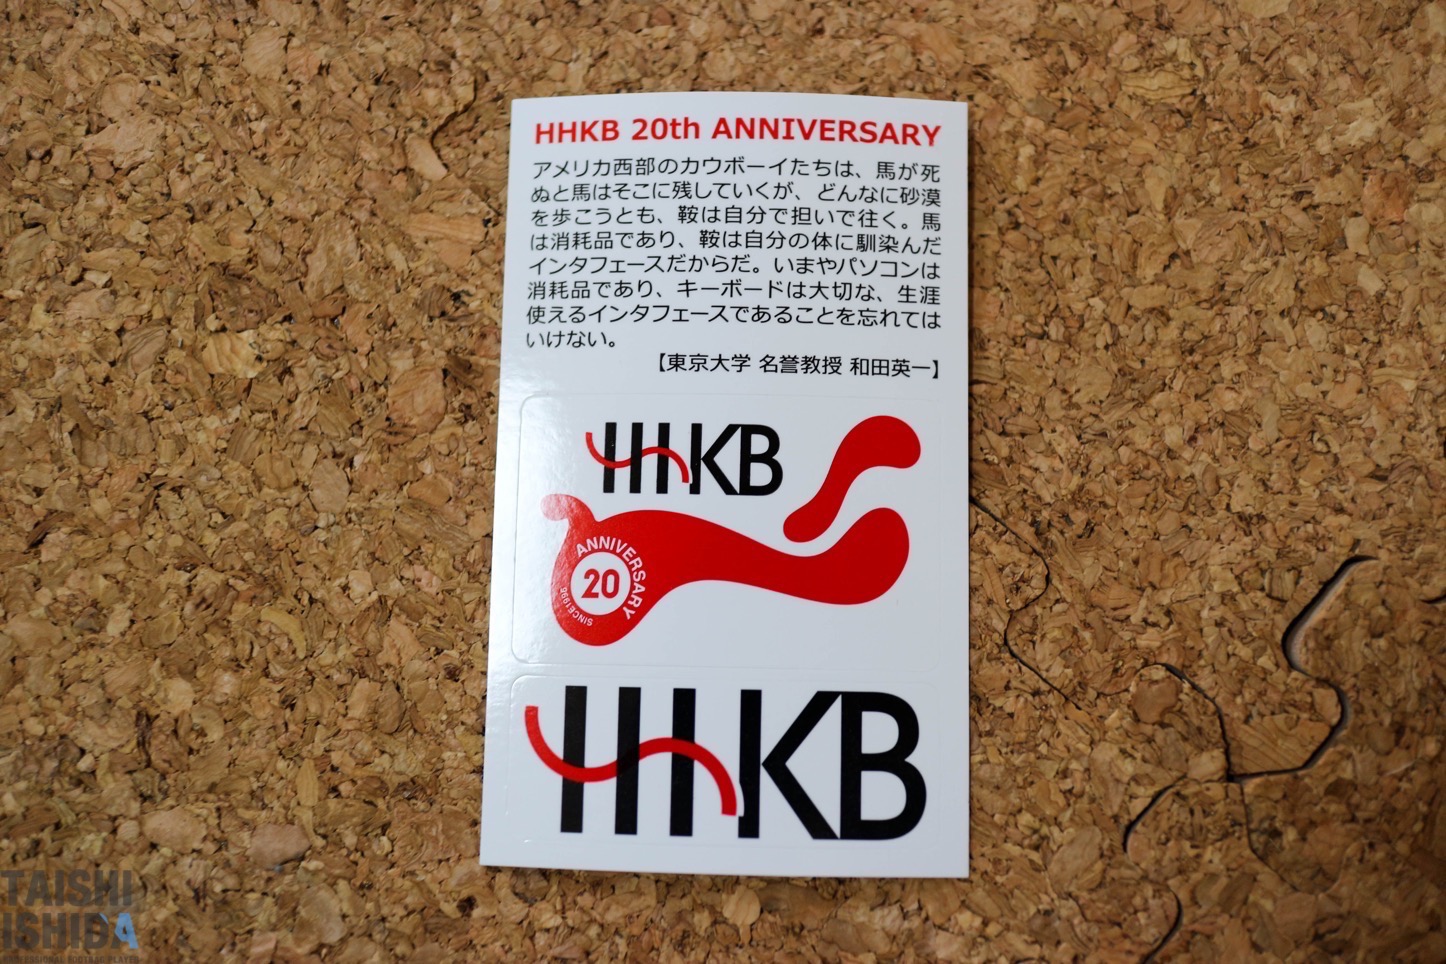 HHKB 20th ANNIVERSARY
アメリカ西部のカウボーイたちは、馬が死
ぬと馬はそこに残していくが、どんなに砂漠
を歩こうとも、鞍は自分で担いで往く。馬
は消耗品であり、鞍は自分の体に馴染んだ
インタフェースだからだ。いまやパソコンは
消耗品であり、キーボードは大切な、生涯
使えるインタフェースであることを忘れては
いけない。
【東京大学 名誉教授 和田英一】
HHKB
ANNIVERSARY
20
SINCE1996
HHKB
TAISHI
ISHIDA
PROFESSIONAL FOOTBAG PLAYER